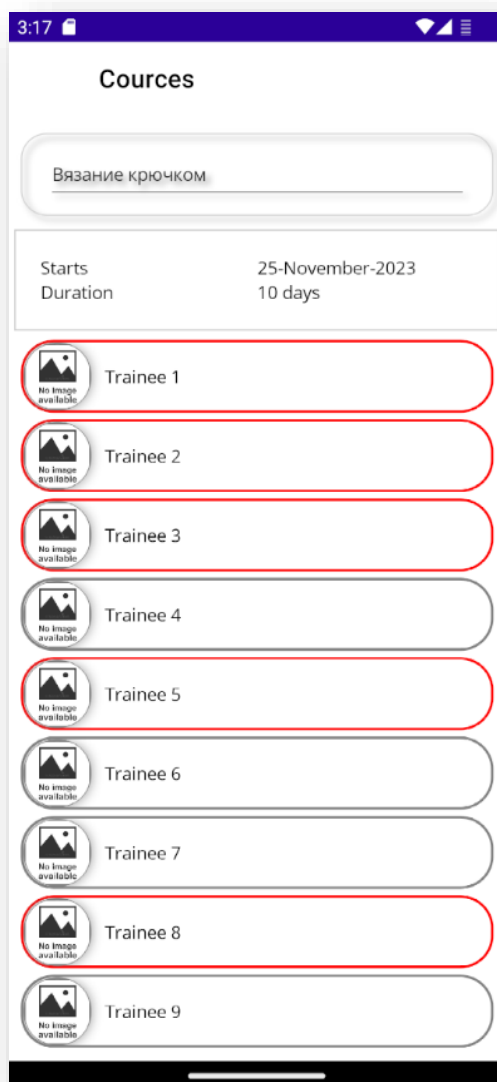 3:17
Cources
Вязание крючком
Starts 25-November-2023
Duration 10 days
No image
available
Trainee 1
No image
available
Trainee 2
No image
available
Trainee 3
No image
available
Trainee 4
No image
available
Trainee 5
No image
available
Trainee 6
No image
available
Trainee 7
No image
available
Trainee 8
No image
available
Trainee 9